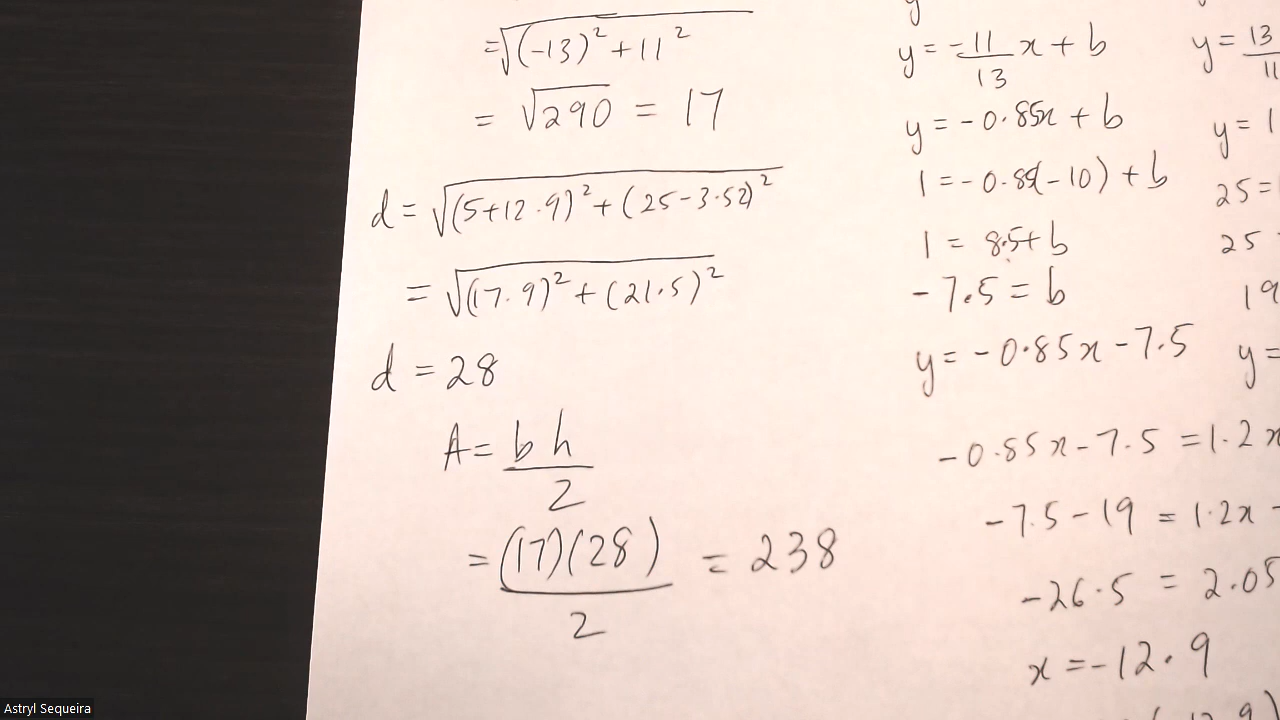 =√(-13)²+11²
= √290 = 17
d = √(5+12.9)²+(25-3.52)²
= √(17.9)²+(21.5)²
d = 28
A = bh/2
= (17)(28)/2 = 238
y
y = -11/13 x + b
y = -0.85x + b
1 = -0.85(-10) + b
1 = 8.5+b
-7.5 = b
y = -0.85x - 7.5
-0.85x - 7.5 = 1.2x
-7.5 - 19 = 1.2x -
-26.5 = 2.05
x = -12.9
y = 13/11
y = 1
25 =
25
19
y =
Astryl Sequeira